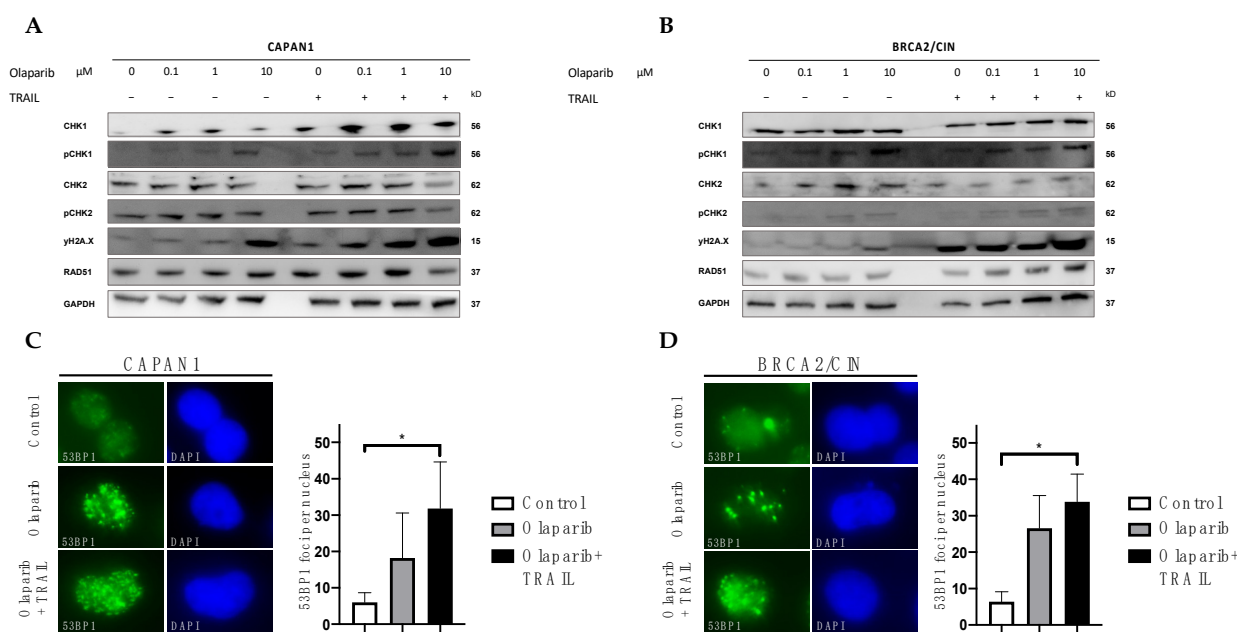 A
CAPAN1
Olaparib μM 0 0.1 1 10 0 0.1 1 10
TRAIL – – – – + + + + kD
CHK1 56
pCHK1 56
CHK2 62
pCHK2 62
yH2A.X 15
RAD51 37
GAPDH 37
B
BRCA2/CIN
Olaparib μM 0 0.1 1 10 0 0.1 1 10
TRAIL – – – – + + + + kD
CHK1 56
pCHK1 56
CHK2 62
pCHK2 62
yH2A.X 15
RAD51 37
GAPDH 37
C
CAPAN1
Control
53BP1 DAPI
Olaparib
53BP1 DAPI
Olaparib
+ TRAIL
53BP1 DAPI
53BP1 foci per nucleus
50
40
30
20
10
0
*
Control
Olaparib
Olaparib+
TRAIL
D
BRCA2/CIN
Control
53BP1 DAPI
Olaparib
53BP1 DAPI
Olaparib
+ TRAIL
53BP1 DAPI
53BP1 foci per nucleus
50
40
30
20
10
0
*
Control
Olaparib
Olaparib+
TRAIL